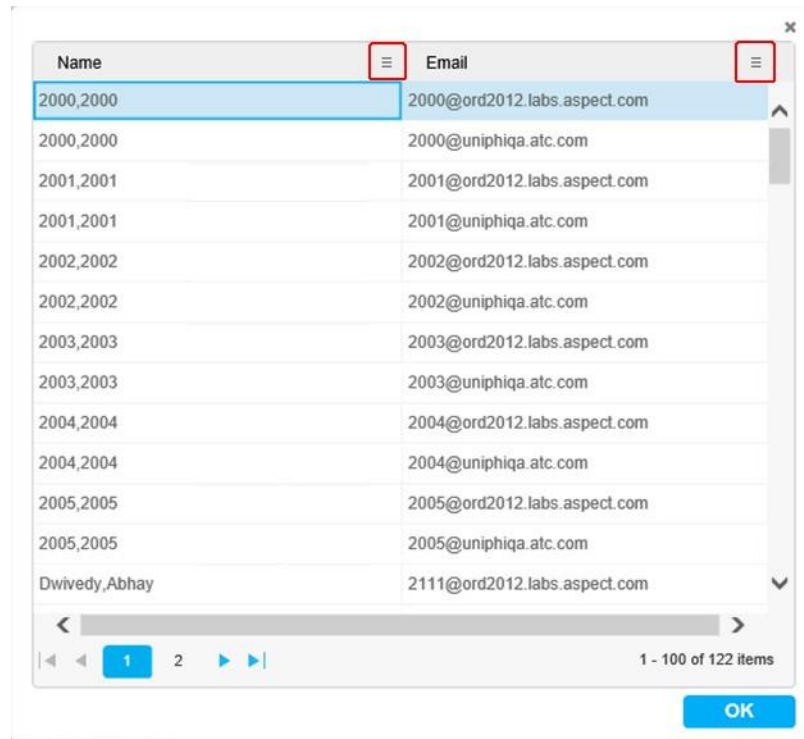 Name Email
2000,2000 2000@ord2012.labs.aspect.com
2000,2000 2000@uniphiqa.atc.com
2001,2001 2001@ord2012.labs.aspect.com
2001,2001 2001@uniphiqa.atc.com
2002,2002 2002@ord2012.labs.aspect.com
2002,2002 2002@uniphiqa.atc.com
2003,2003 2003@ord2012.labs.aspect.com
2003,2003 2003@uniphiqa.atc.com
2004,2004 2004@ord2012.labs.aspect.com
2004,2004 2004@uniphiqa.atc.com
2005,2005 2005@ord2012.labs.aspect.com
2005,2005 2005@uniphiqa.atc.com
Dwivedy,Abhay 2111@ord2012.labs.aspect.com
1 2 1 - 100 of 122 items
OK